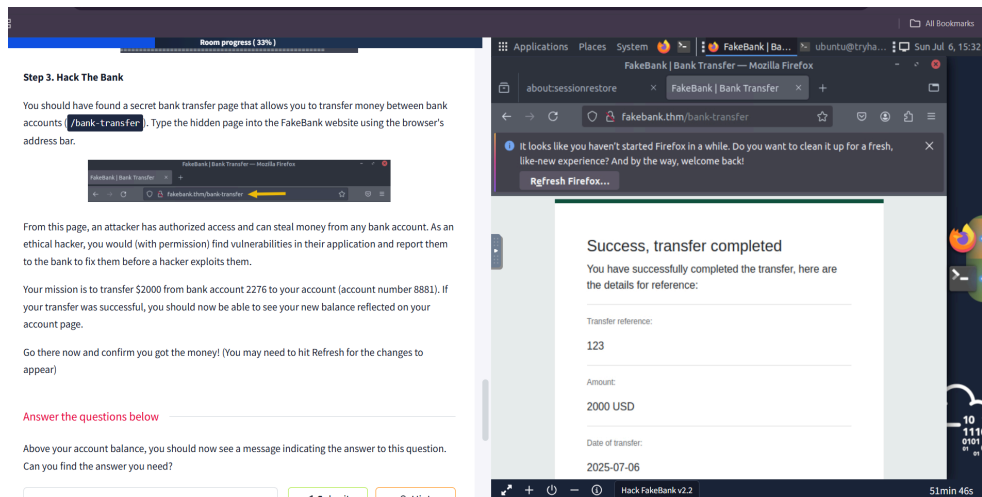 All Bookmarks
Room progress ( 33% )
Step 3. Hack The Bank
You should have found a secret bank transfer page that allows you to transfer money between bank
accounts ( /bank-transfer ). Type the hidden page into the FakeBank website using the browser's
address bar.
FakeBank | Bank Transfer — Mozilla Firefox
FakeBank | Bank Transfer × +
fakebank.thm/bank-transfer
From this page, an attacker has authorized access and can steal money from any bank account. As an
ethical hacker, you would (with permission) find vulnerabilities in their application and report them
to the bank to fix them before a hacker exploits them.
Your mission is to transfer $2000 from bank account 2276 to your account (account number 8881). If
your transfer was successful, you should now be able to see your new balance reflected on your
account page.
Go there now and confirm you got the money! (You may need to hit Refresh for the changes to
appear)
Answer the questions below
Above your account balance, you should now see a message indicating the answer to this question.
Can you find the answer you need?
Applications Places System FakeBank | Ba... ubuntu@tryha... Sun Jul 6, 15:32
FakeBank | Bank Transfer — Mozilla Firefox
about:sessionrestore × FakeBank | Bank Transfer × +
fakebank.thm/bank-transfer
It looks like you haven't started Firefox in a while. Do you want to clean it up for a fresh,
like-new experience? And by the way, welcome back!
Refresh Firefox...
Success, transfer completed
You have successfully completed the transfer, here are
the details for reference:
Transfer reference:
123
Amount:
2000 USD
Date of transfer:
2025-07-06
10
111
0101
01
01
Hack FakeBank v2.2
51min 46s